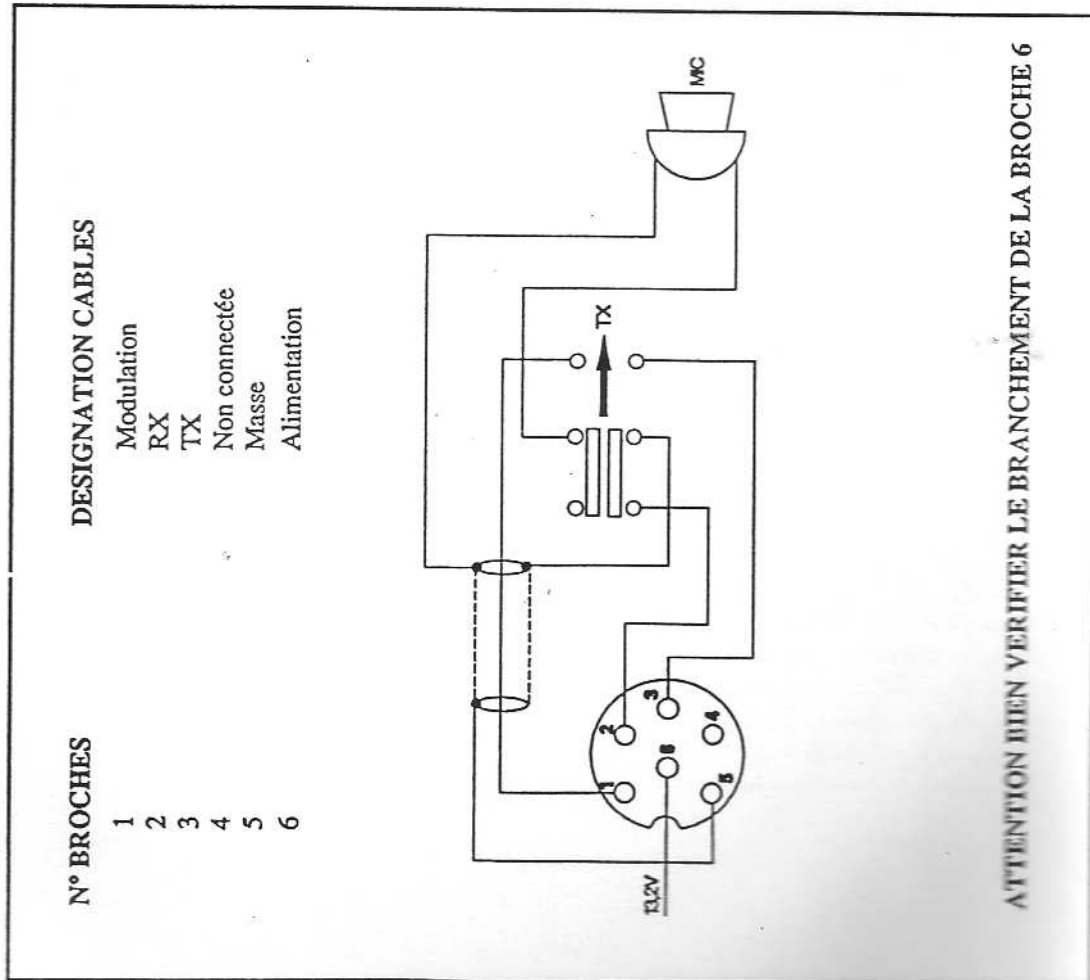 N° BROCHES DESIGNATION CABLES
1 Modulation
2 RX
3 TX
4 Non connectée
5 Masse
6 Alimentation
MIC
TX
1
2
3
4
5
6
13,2V
ATTENTION BIEN VERIFIER LE BRANCHEMENT DE LA BROCHE 6